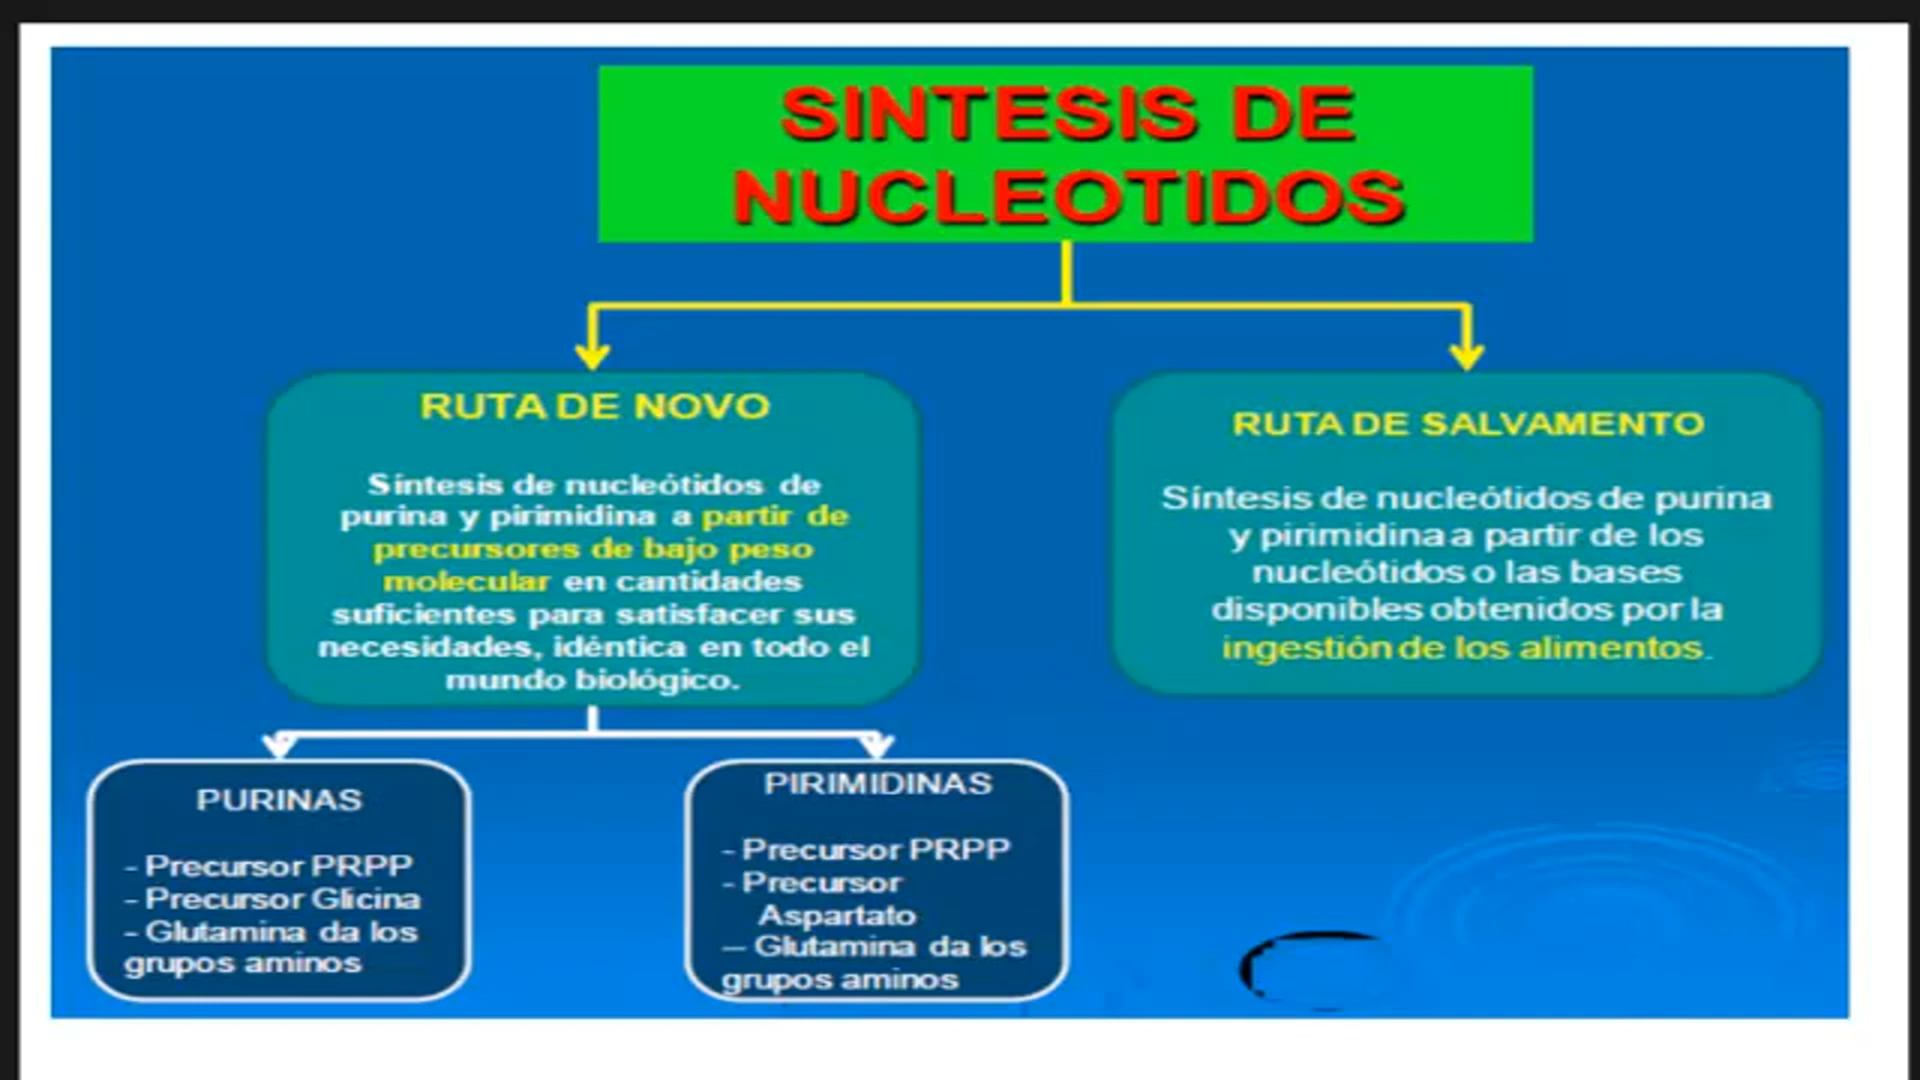 SINTESIS DE
NUCLEOTIDOS
RUTA DE NOVO
Síntesis de nucleótidos de
purina y pirimidina a partir de
precursores de bajo peso
molecular en cantidades
suficientes para satisfacer sus
necesidades, idéntica en todo el
mundo biológico.
RUTA DE SALVAMENTO
Síntesis de nucleótidos de purina
y pirimidina a partir de los
nucleótidos o las bases
disponibles obtenidos por la
ingestión de los alimentos.
PURINAS
- Precursor PRPP
- Precursor Glicina
- Glutamina da los
grupos aminos
PIRIMIDINAS
- Precursor PRPP
- Precursor
Aspartato
– Glutamina da los
grupos aminos